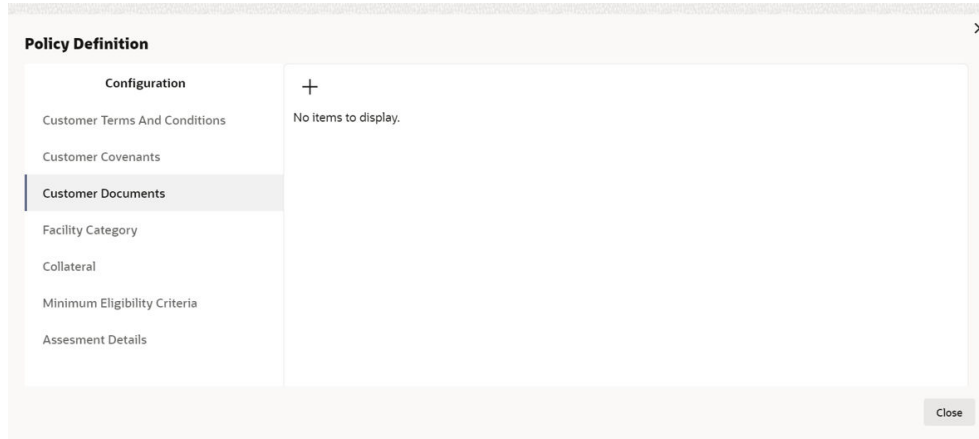 Policy Definition
Configuration
Customer Terms And Conditions
Customer Covenants
Customer Documents
Facility Category
Collateral
Minimum Eligibility Criteria
Assesment Details
No items to display.
Close